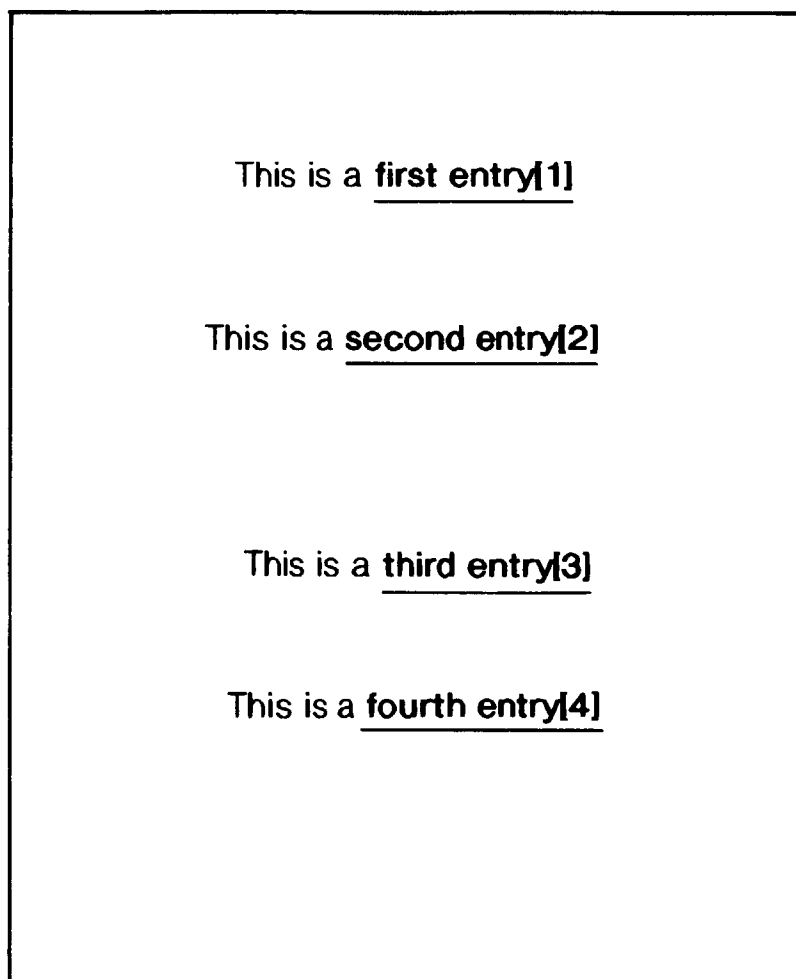 This is a first entry[1]
This is a second entry[2]
This is a third entry[3]
This is a fourth entry[4]